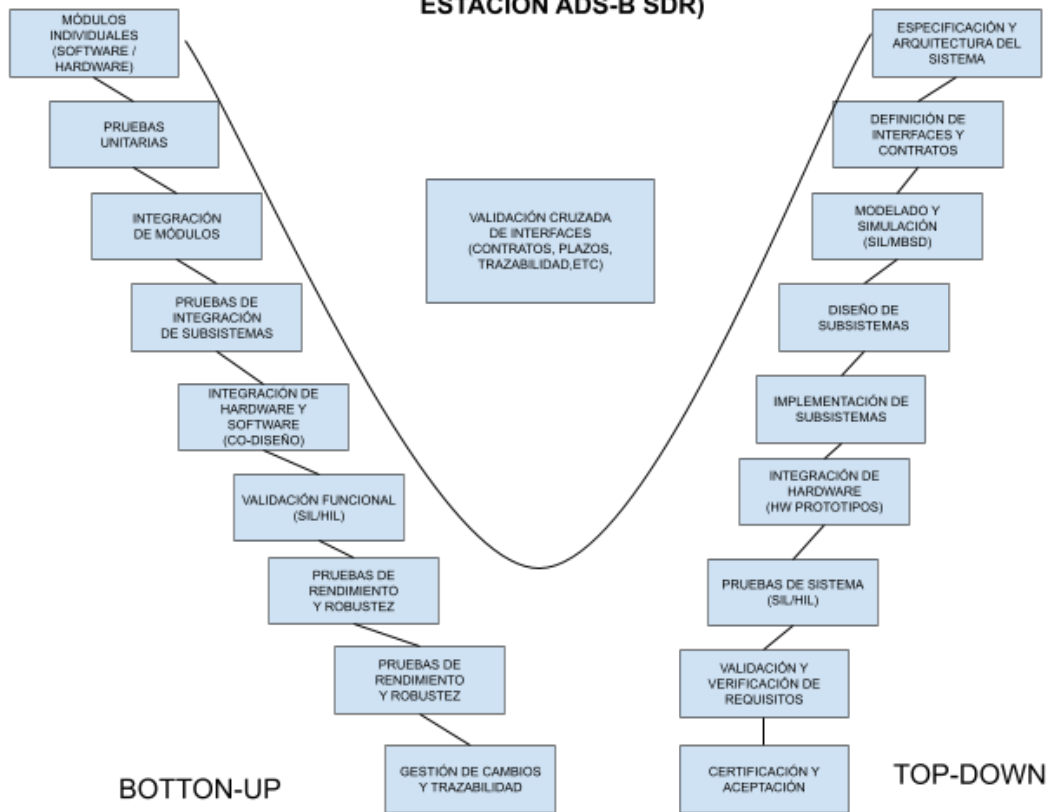 ESTACIÓN ADS-B SDR)
MÓDULOS
INDIVIDUALES
(SOFTWARE /
HARDWARE)
PRUEBAS
UNITARIAS
INTEGRACIÓN
DE MÓDULOS
PRUEBAS DE
INTEGRACIÓN
DE SUBSISTEMAS
INTEGRACIÓN DE
HARDWARE Y
SOFTWARE
(CO-DISEÑO)
VALIDACIÓN FUNCIONAL
(SIL/HIL)
PRUEBAS DE
RENDIMIENTO
Y ROBUSTEZ
PRUEBAS DE
RENDIMIENTO
Y ROBUSTEZ
GESTIÓN DE CAMBIOS
Y TRAZABILIDAD
BOTTON-UP
VALIDACIÓN CRUZADA
DE INTERFACES
(CONTRATOS, PLAZOS,
TRAZABILIDAD,ETC)
ESPECIFICACIÓN Y
ARQUITECTURA DEL
SISTEMA
DEFINICIÓN DE
INTERFACES Y
CONTRATOS
MODELADO Y
SIMULACIÓN
(SIL/MBSD)
DISEÑO DE
SUBSISTEMAS
IMPLEMENTACIÓN DE
SUBSISTEMAS
INTEGRACIÓN DE
HARDWARE
(HW PROTOTIPOS)
PRUEBAS DE SISTEMA
(SIL/HIL)
VALIDACIÓN Y
VERIFICACIÓN DE
REQUISITOS
CERTIFICACIÓN Y
ACEPTACIÓN
TOP-DOWN